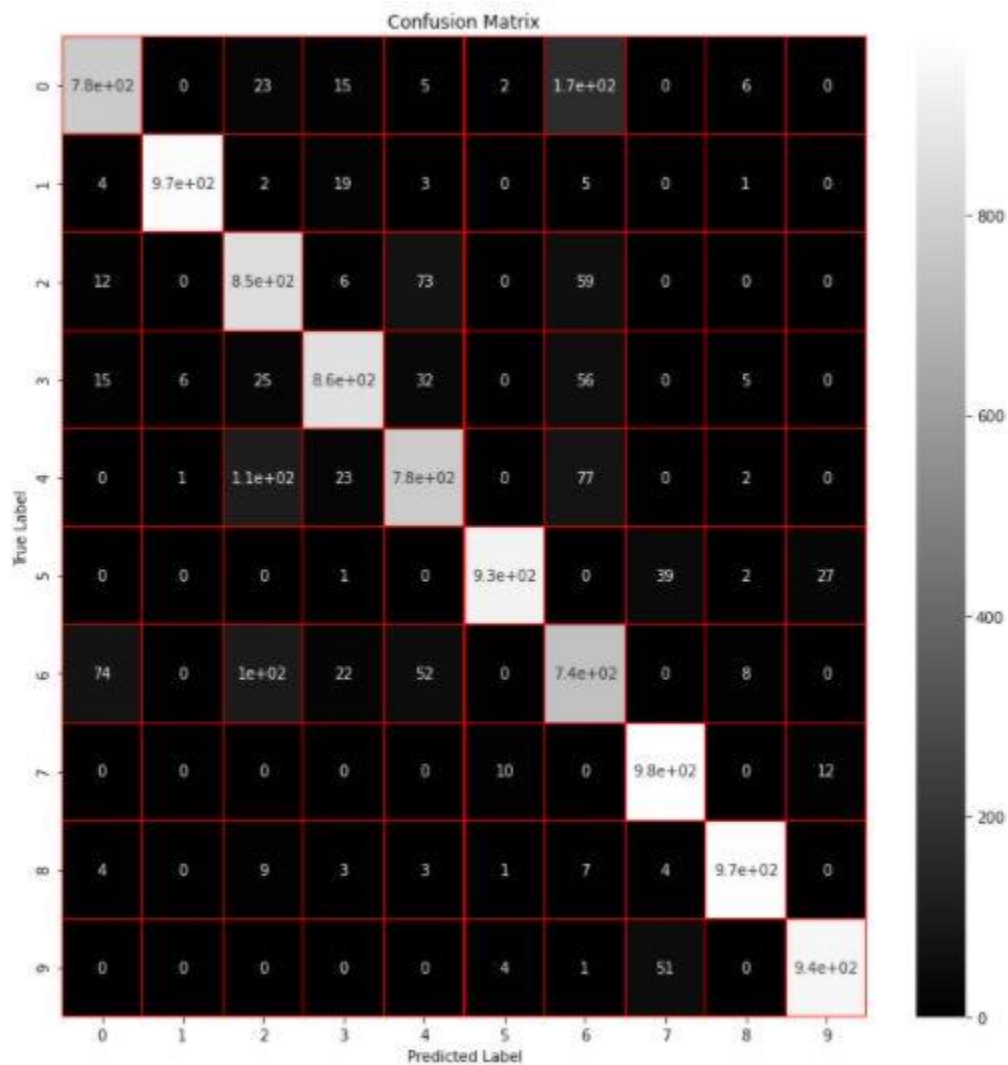 Confusion Matrix
0 7.8e+02 0 23 15 5 2 1.7e+02 0 6 0
1 4 9.7e+02 2 19 3 0 5 0 1 0
800
2 12 0 8.5e+02 6 73 0 59 0 0 0
3 15 6 25 8.6e+02 32 0 56 0 5 0
600
4 0 1 1.1e+02 23 7.8e+02 0 77 0 2 0
True Label
5 0 0 0 1 0 9.3e+02 0 39 2 27
400
6 74 0 1e+02 22 52 0 7.4e+02 0 8 0
7 0 0 0 0 0 10 0 9.8e+02 0 12
200
8 4 0 9 3 3 1 7 4 9.7e+02 0
9 0 0 0 0 0 4 1 51 0 9.4e+02
0
0 1 2 3 4 5 6 7 8 9
Predicted Label